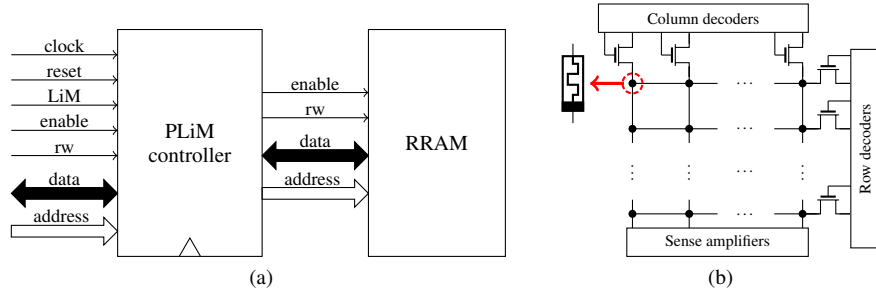 clock
reset
LiM
enable
rw
data
address
PLiM
controller
enable
rw
data
address
RRAM
(a)
Column decoders
Row decoders
Sense amplifiers
(b)